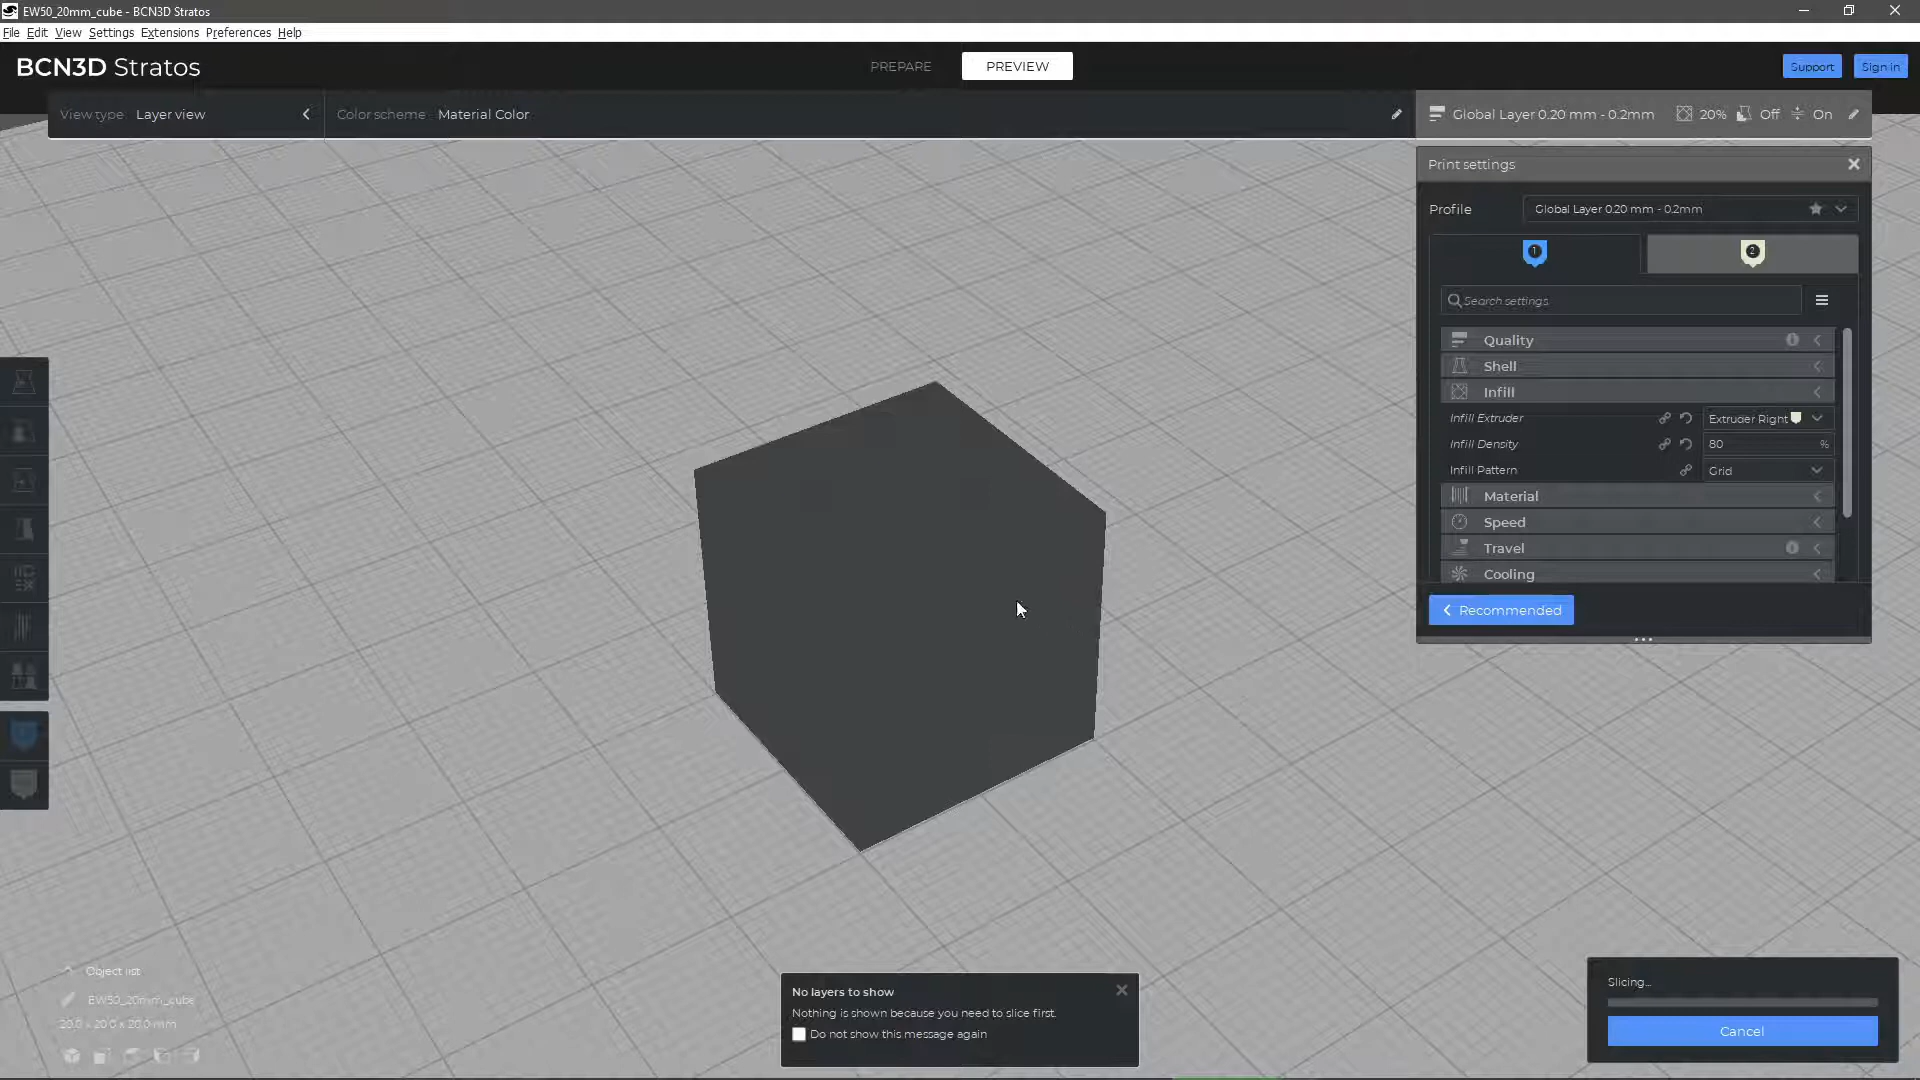 EW50_20mm_cube - BCN3D Stratos
File Edit View Settings Extensions Preferences Help
BCN3D Stratos
PREPARE
PREVIEW
Support
Sign in
View type Layer view
Color scheme Material Color
Global Layer 0.20 mm - 0.2mm 20% Off On
Print settings
Profile Global Layer 0.20 mm - 0.2mm
1
2
Search settings
Quality
Shell
Infill
Infill Extruder Extruder Right
Infill Density 80 %
Infill Pattern Grid
Material
Speed
Travel
Cooling
Recommended
Object list
EW50_20mm_cube
20.0 x 20.0 x 20.0 mm
No layers to show
Nothing is shown because you need to slice first.
Do not show this message again
Slicing...
Cancel